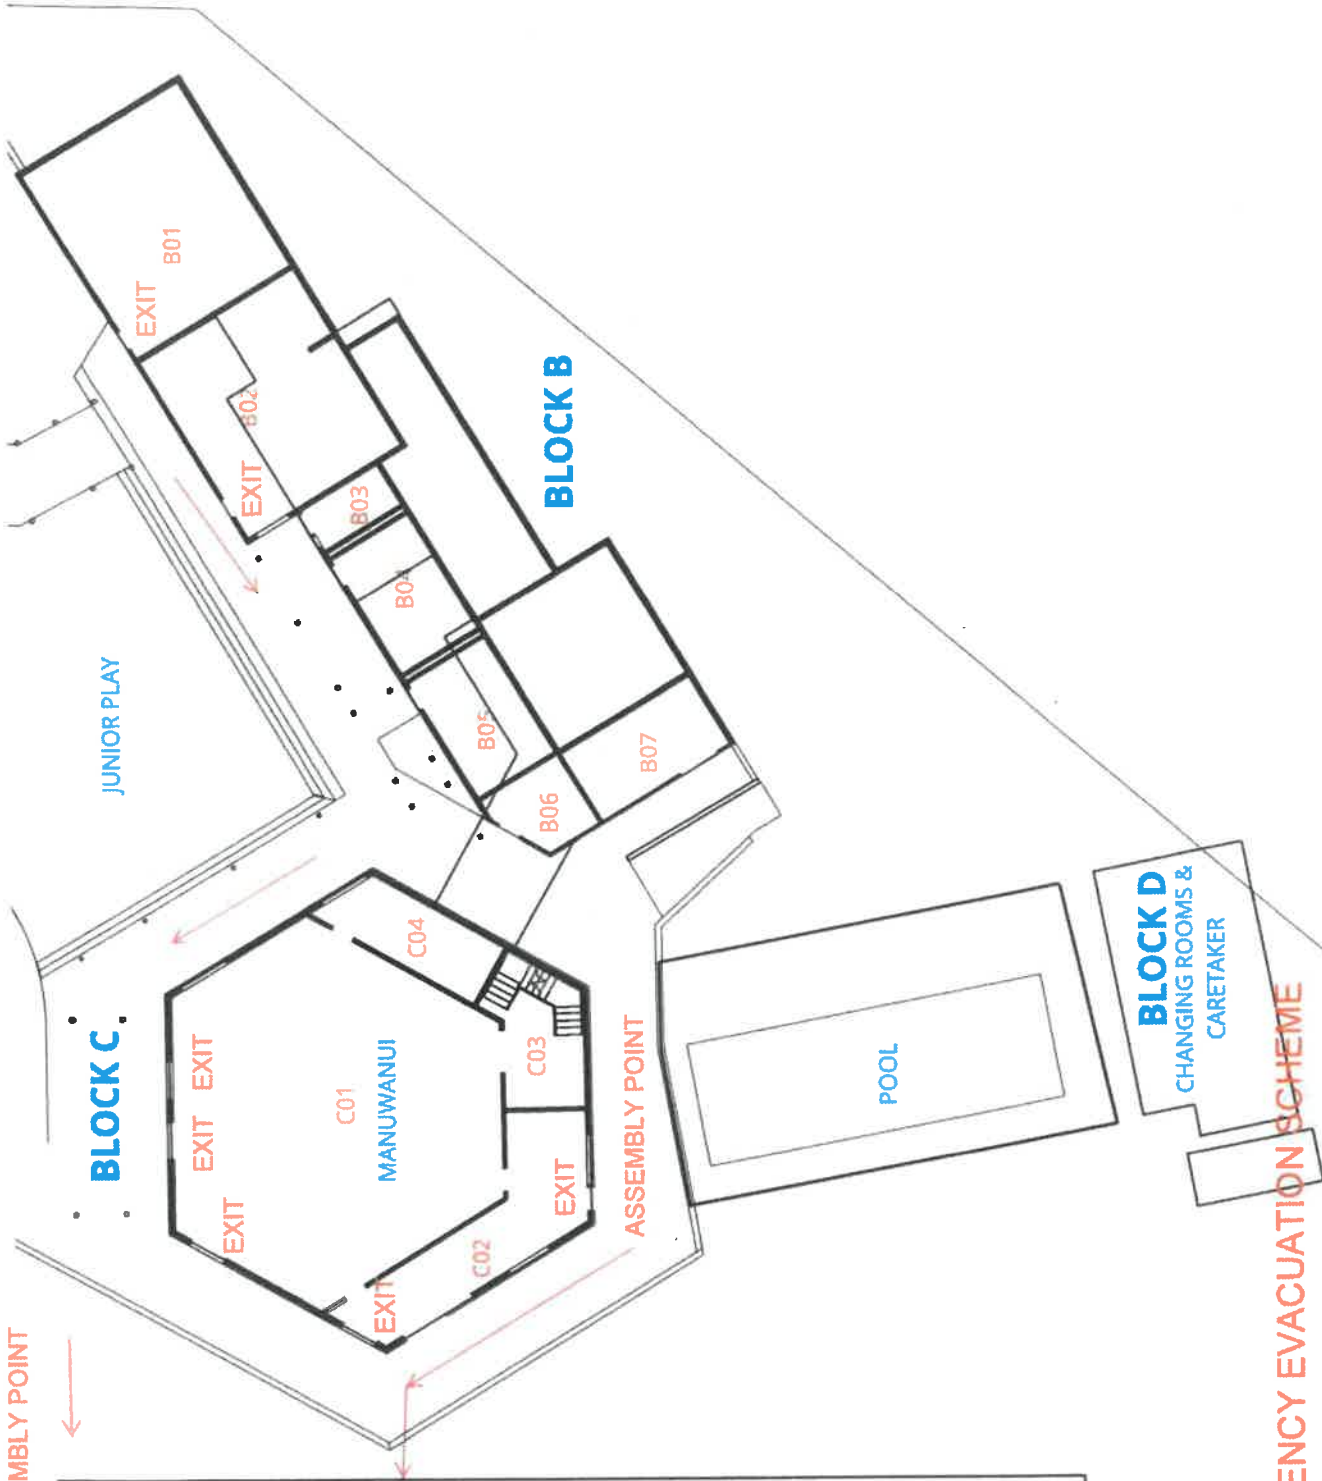 MBLY POINT
BLOCK C
EXIT
EXIT
EXIT
C01
MANUWANUI
EXIT
C02
EXIT
C03
C04
ASSEMBLY POINT
JUNIOR PLAY
EXIT
B01
B02
EXIT
B03
B04
B05
B06
B07
BLOCK B
POOL
BLOCK D
CHANGING ROOMS &
CARETAKER
ENCY EVACUATION SCHEME